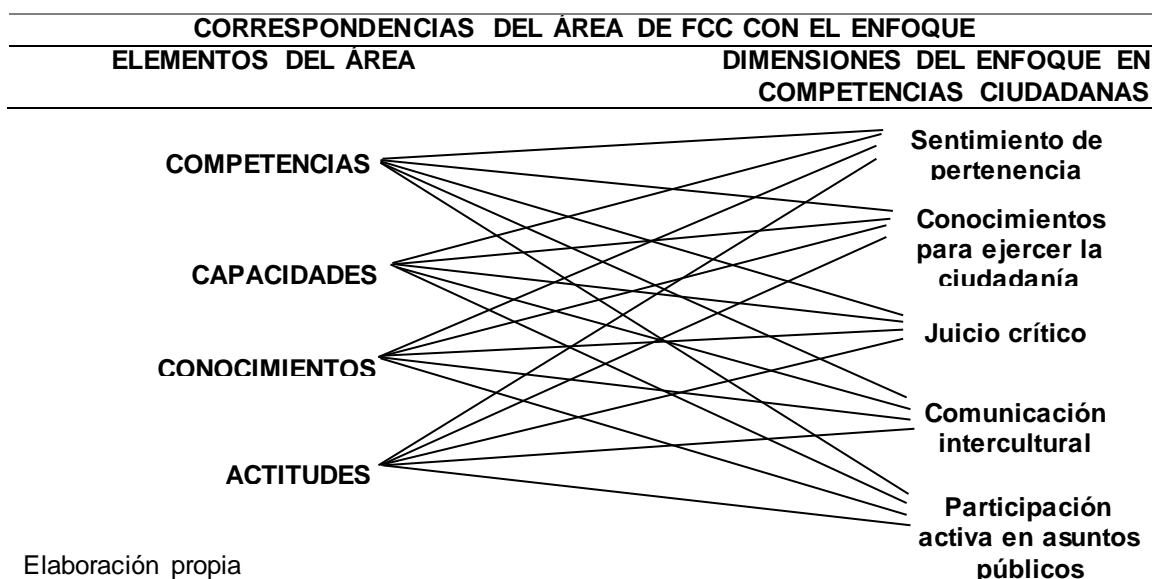 CORRESPONDENCIAS DEL ÁREA DE FCC CON EL ENFOQUE
ELEMENTOS DEL ÁREA
DIMENSIONES DEL ENFOQUE EN
COMPETENCIAS CIUDADANAS
COMPETENCIAS
CAPACIDADES
CONOCIMIENTOS
ACTITUDES
Sentimiento de
pertenencia
Conocimientos
para ejercer la
ciudadanía
Juicio crítico
Comunicación
intercultural
Participación
activa en asuntos
públicos
Elaboración propia